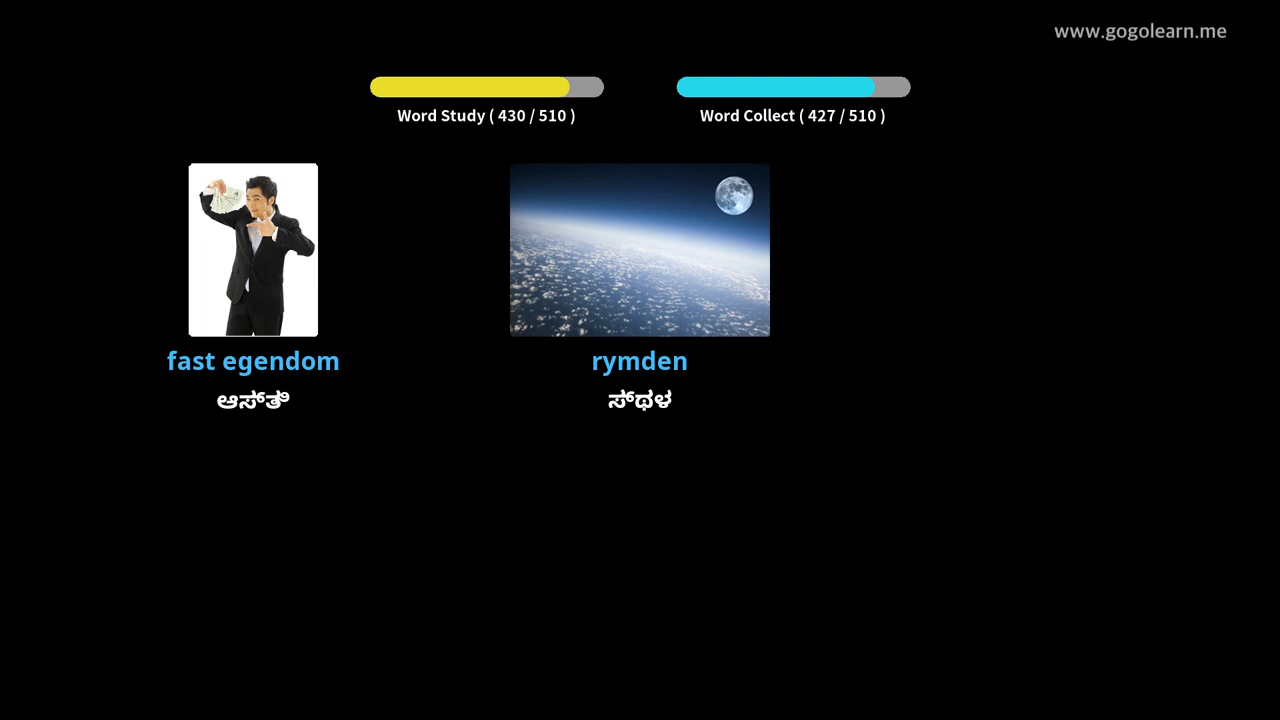 www.gogolearn.me
Word Study ( 430 / 510 )
Word Collect ( 427 / 510 )
fast egendom
rymden
ಆಸ್ತಿ
ಸ್ಥಳ